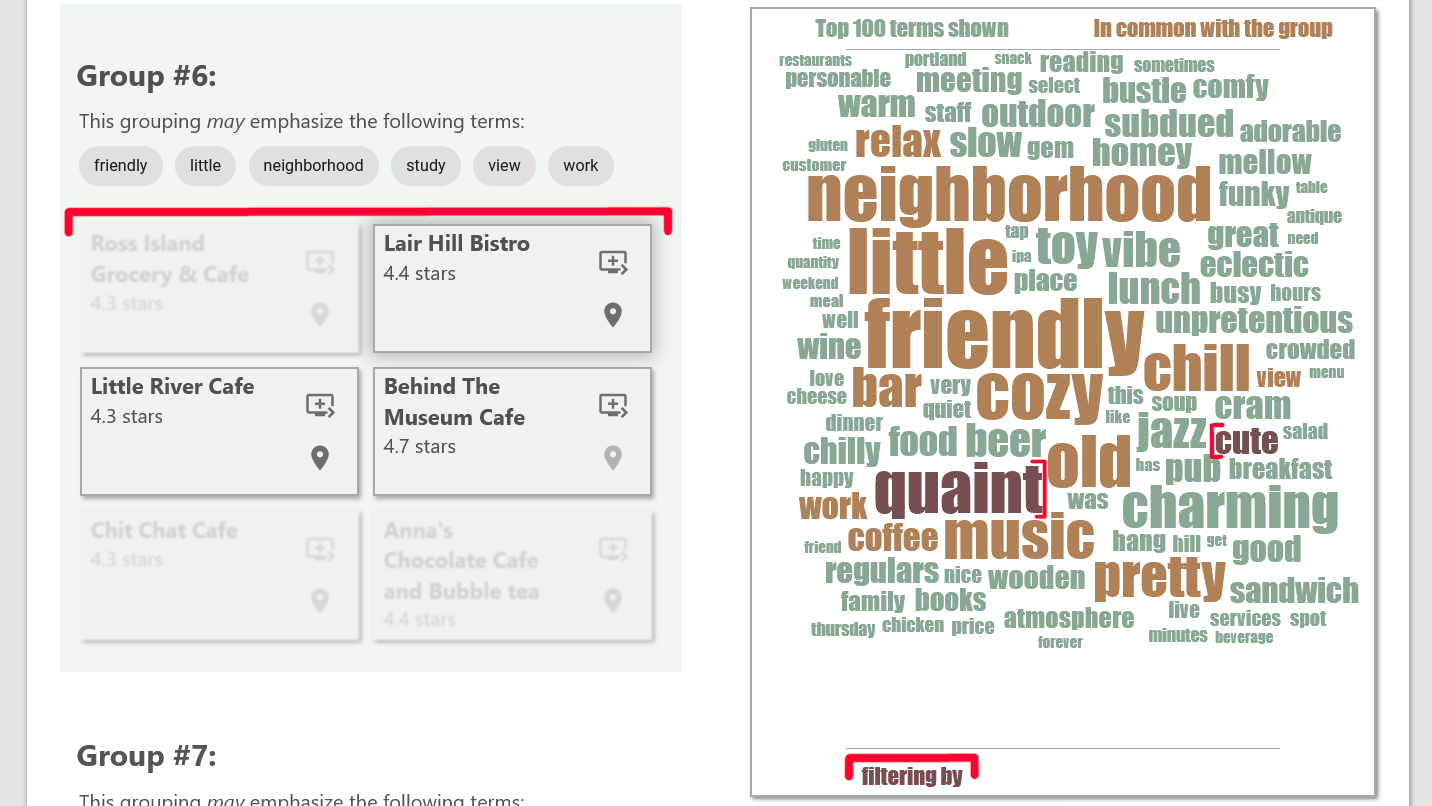 Group #6:
This grouping may emphasize the following terms:
friendly little neighborhood study view work
Ross Island
Grocery & Cafe
4.3 stars
Lair Hill Bistro
4.4 stars
Little River Cafe
4.3 stars
Behind The
Museum Cafe
4.7 stars
Chit Chat Cafe
4.3 stars
Anna's
Chocolate Cafe
and Bubble tea
4.4 stars
Group #7:
This grouping may emphasize the following terms:
Top 100 terms shown In common with the group
restaurants portland snack reading sometimes
personable meeting select bustle comfy
warm staff outdoor subdued adorable
gluten relax slow gem homey mellow
customer neighborhood funky table
antique
time little tap toy vibe great need
quantity ipa eclectic
weekend place lunch busy hours
meal
well friendly unpretentious
wine chill crowded
love bar very cozy this view menu
cheese quiet soup cram
dinner like jazz cute salad
chilly food beer old has pub breakfast
happy quaint was charming
work music
friend coffee hang hill get good
regulars nice wooden pretty sandwich
family books atmosphere live services spot
thursday chicken price minutes beverage
forever
filtering by